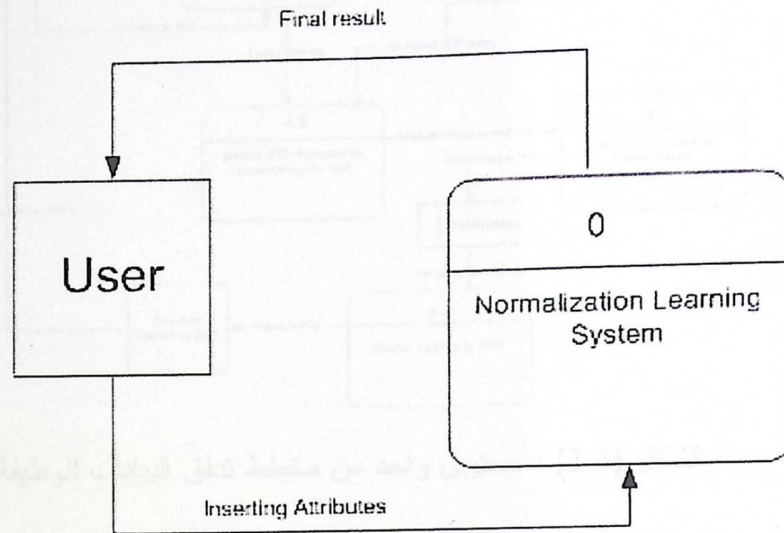 Final result
User
0
Normalization Learning
System
Inserting Attributes